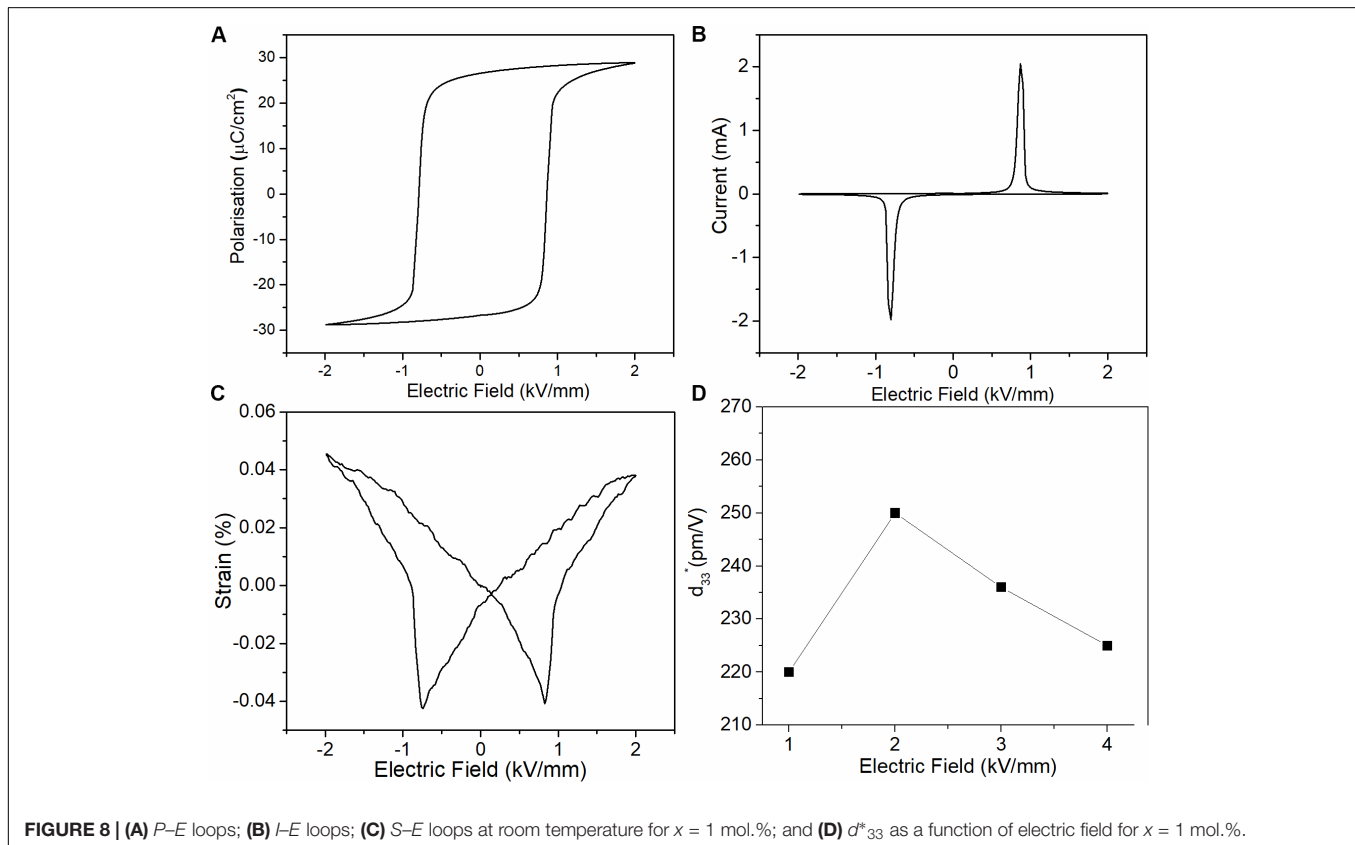 A
30
20
10
0
-10
-20
-30
Polarisation (μC/cm²)
-2 -1 0 1 2
Electric Field (kV/mm)
B
2
1
0
-1
-2
Current (mA)
-2 -1 0 1 2
Electric Field (kV/mm)
C
0.06
0.04
0.02
0.00
-0.02
-0.04
Strain (%)
-2 -1 0 1 2
Electric Field (kV/mm)
D
270
260
250
240
230
220
210
d₃₃* (pm/V)
1 2 3 4
Electric Field (kV/mm)
FIGURE 8 | (A) P–E loops; (B) I–E loops; (C) S–E loops at room temperature for x = 1 mol.%; and (D) d*₃₃ as a function of electric field for x = 1 mol.%.